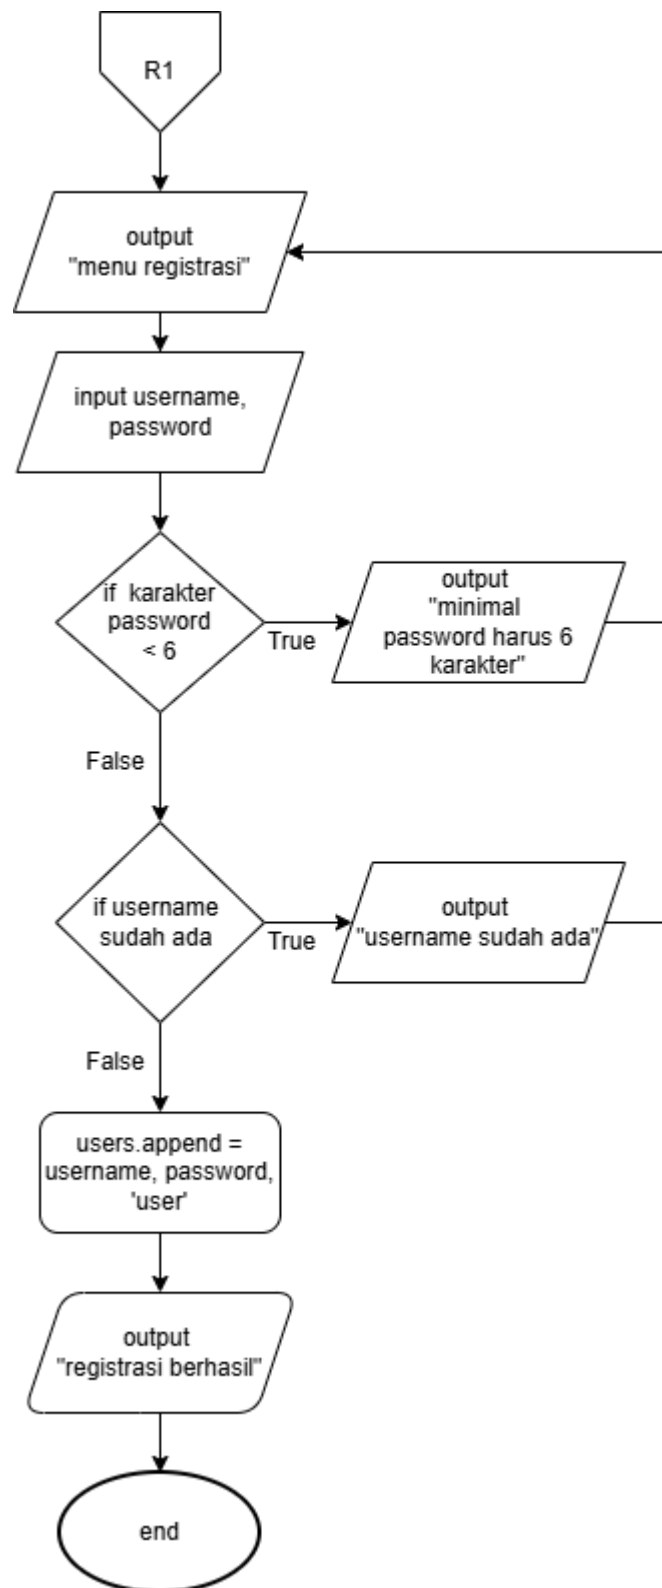 R1
output
"menu registrasi"
input username,
password
if karakter
password
< 6
True
output
"minimal
password harus 6
karakter"
False
if username
sudah ada
True
output
"username sudah ada"
False
users.append =
username, password,
'user'
output
"registrasi berhasil"
end